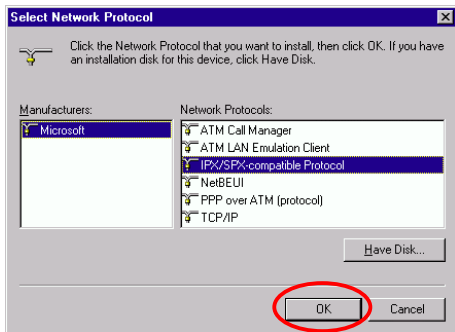 Select Network Protocol
Click the Network Protocol that you want to install, then click OK. If you have
an installation disk for this device, click Have Disk.
Manufacturers:
Microsoft
Network Protocols:
ATM Call Manager
ATM LAN Emulation Client
IPX/SPX-compatible Protocol
NetBEUI
PPP over ATM (protocol)
TCP/IP
Have Disk...
OK
Cancel